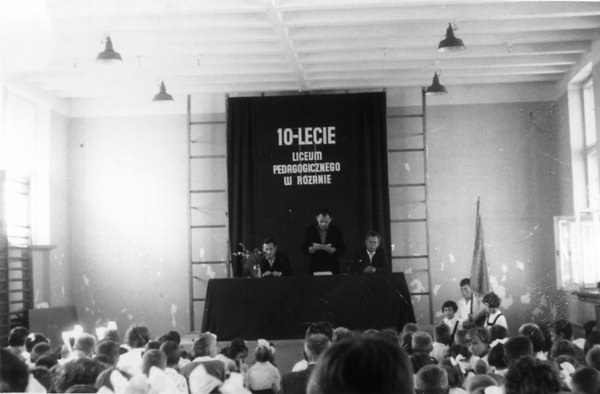 10-LECIE
LICEUM
PEDAGOGICZNEGO
W RÓŻANIE